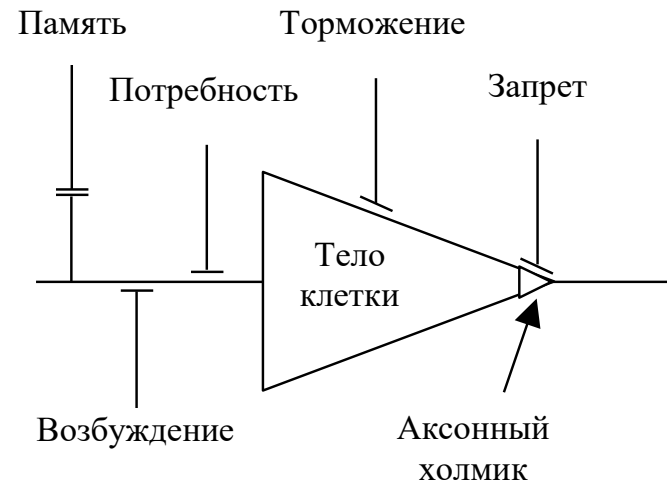 Память
Торможение
Потребность
Запрет
Тело
клетки
Возбуждение
Аксонный
холмик